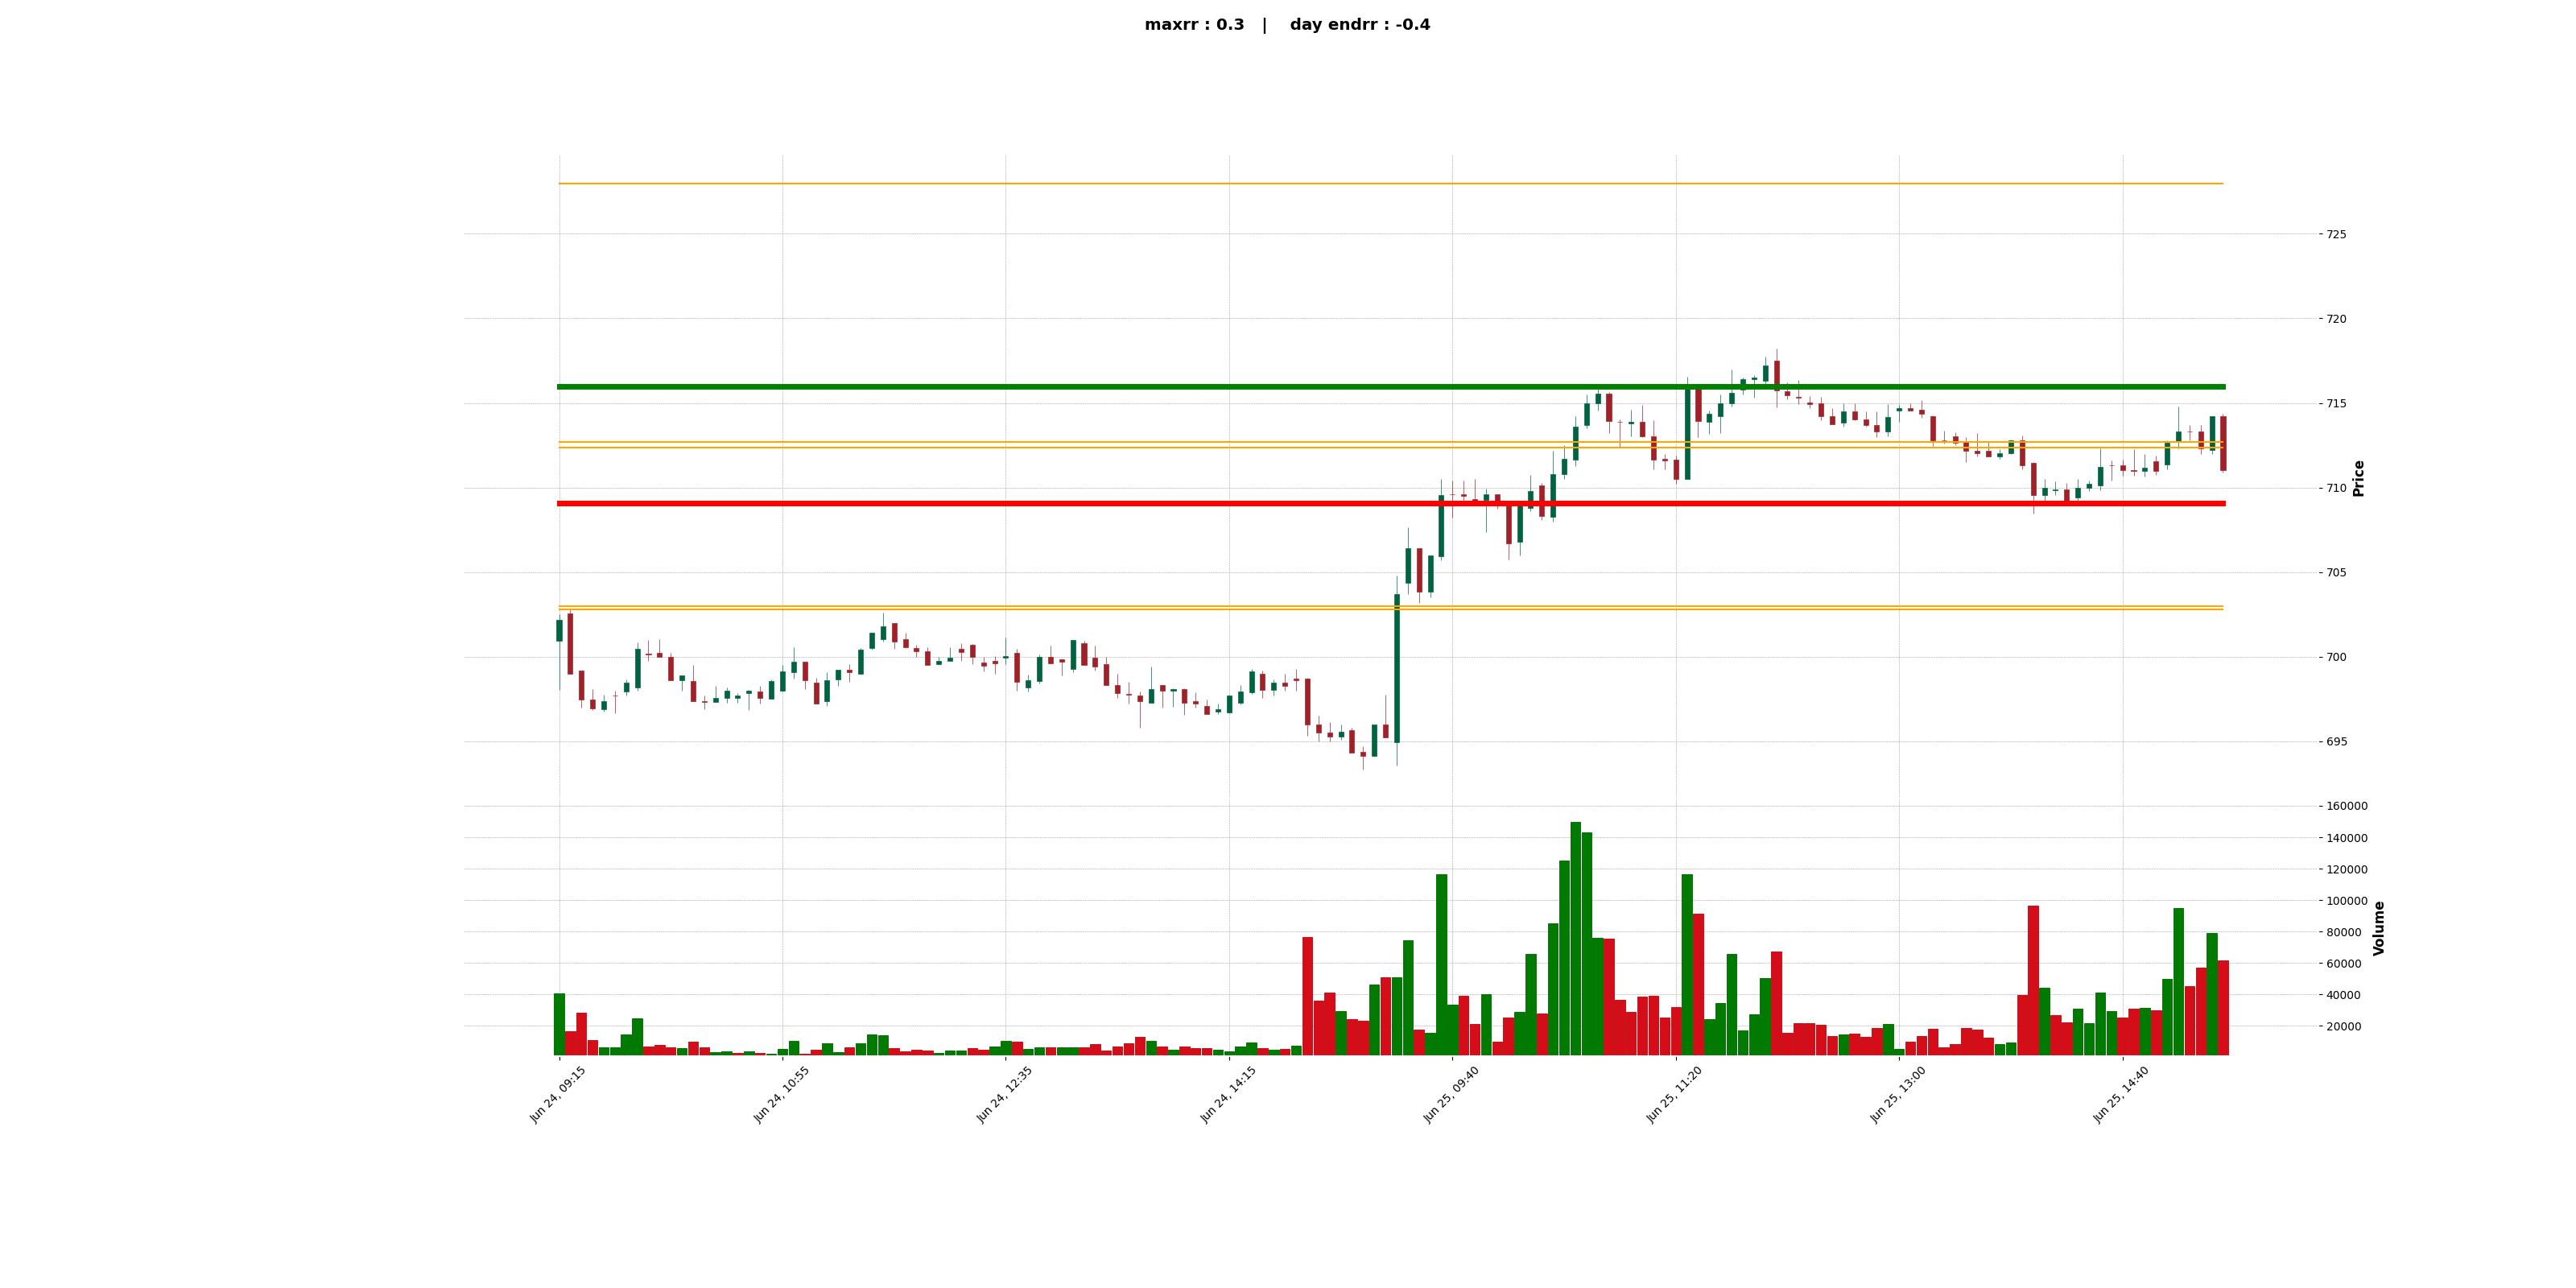 maxrr : 0.3 | day endrr : -0.4
725
720
715
710
705
700
695
Price
160000
140000
120000
100000
80000
60000
40000
20000
Volume
Jun 24, 09:15
Jun 24, 10:55
Jun 24, 12:35
Jun 24, 14:15
Jun 25, 09:40
Jun 25, 11:20
Jun 25, 13:00
Jun 25, 14:40